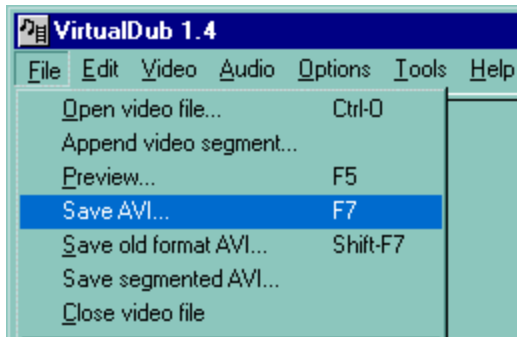 VirtualDub 1.4
File Edit Video Audio Options Tools Help
Open video file... Ctrl-O
Append video segment...
Preview... F5
Save AVI... F7
Save old format AVI... Shift-F7
Save segmented AVI...
Close video file